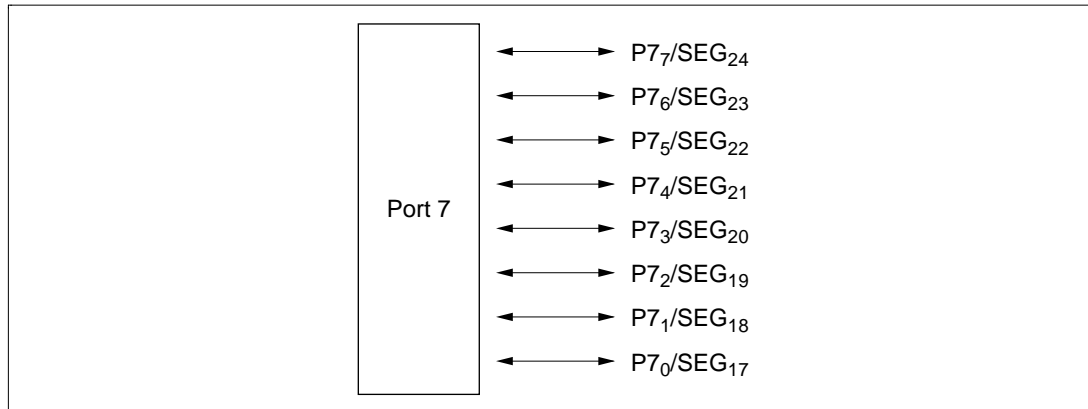 P7₇/SEG₂₄
P7₆/SEG₂₃
P7₅/SEG₂₂
P7₄/SEG₂₁
Port 7
P7₃/SEG₂₀
P7₂/SEG₁₉
P7₁/SEG₁₈
P7₀/SEG₁₇